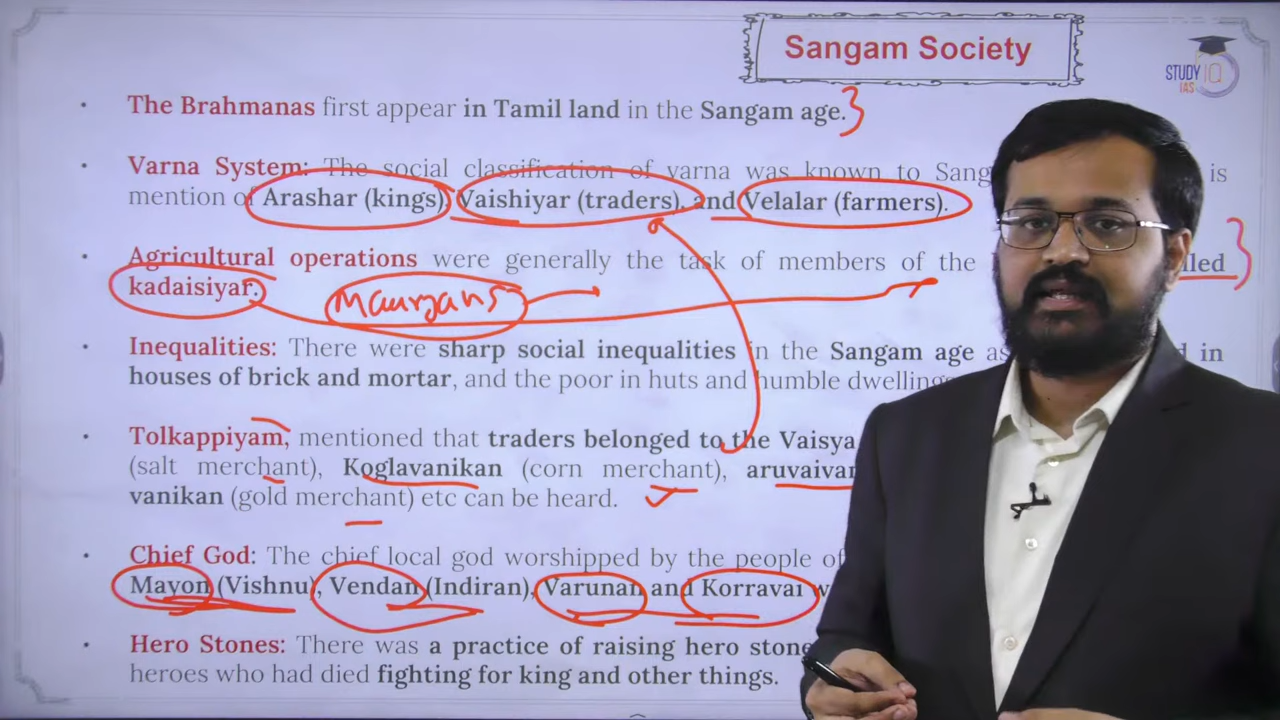 Sangam Society
STUDY IQ
IAS
• The Brahmanas first appear in Tamil land in the Sangam age.
• Varna System: The social classification of varna was known to is
mention of Arashar (kings), Vaishiyar (traders), and Velalar (farmers).
• Agricultural operations were generally the task of members of the
kadaisiyar.
Mauryans
• Inequalities: There were sharp social inequalities in the Sangam age in
houses of brick and mortar, and the poor in huts and humble
• Tolkappiyam, mentioned that traders belonged to the Vaisya
(salt merchant), Koglavanikan (corn merchant),
vanikan (gold merchant) etc can be heard.
• Chief God: The chief local god worshipped by the people of
Mayon (Vishnu), Vendan (Indiran), Varunan and Korravai
• Hero Stones: There was a practice of raising hero
heroes who had died fighting for king and other things.